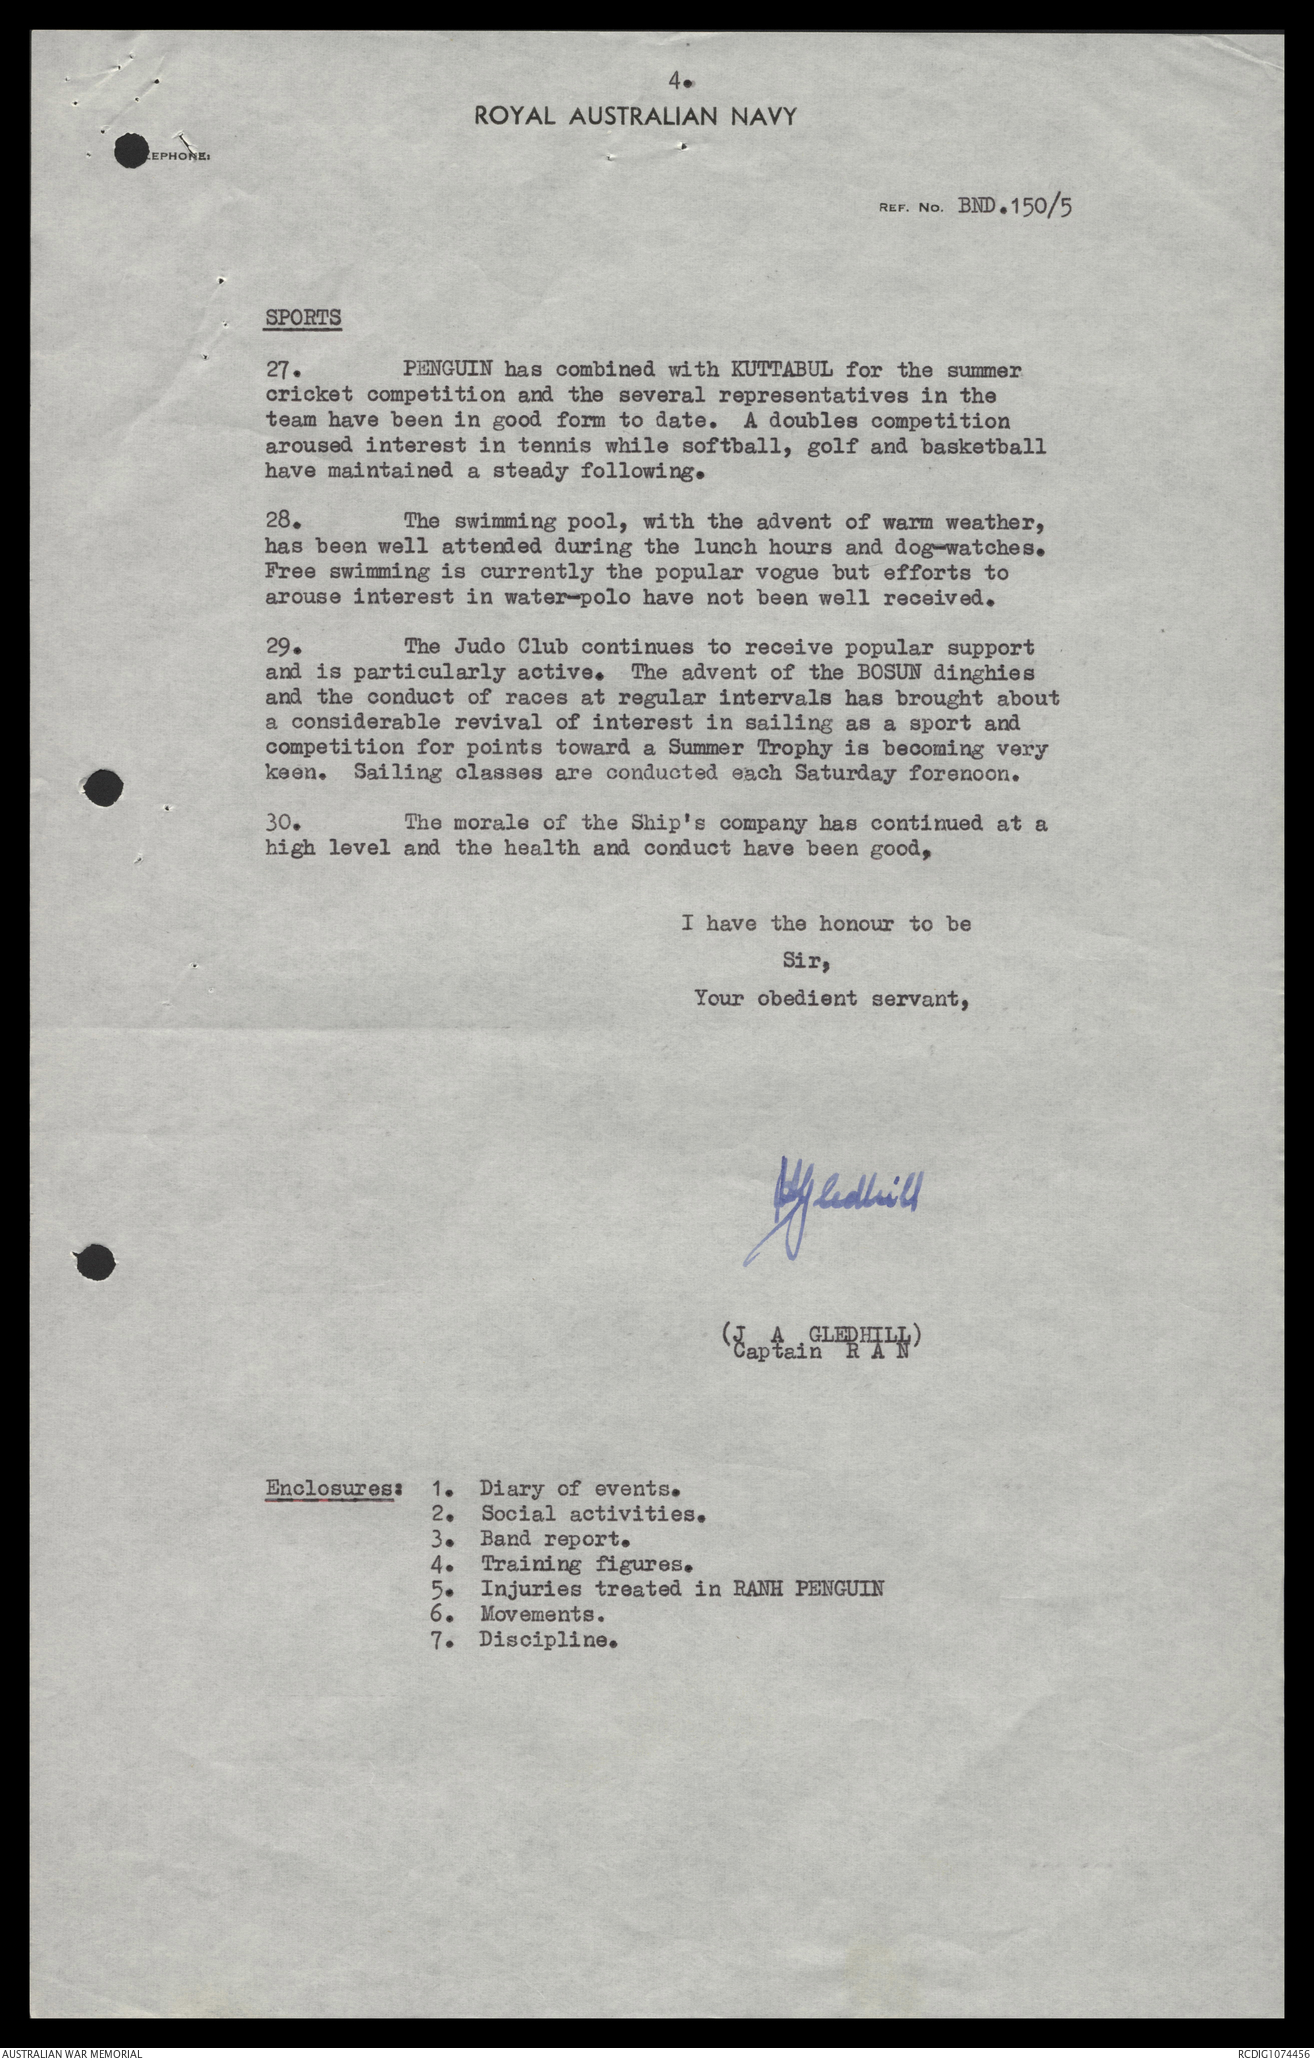 4.
ROYAL AUSTRALIAN NAVY
LEPHONE:
REF. No. BND.150/5
SPORTS
27. PENGUIN has combined with KUTTABUL for the summer
cricket competition and the several representatives in the
team have been in good form to date. A doubles competition
aroused interest in tennis while softball, golf and basketball
have maintained a steady following.
28. The swimming pool, with the advent of warm weather,
has been well attended during the lunch hours and dog-watches.
Free swimming is currently the popular vogue but efforts to
arouse interest in water-polo have not been well received.
29. The Judo Club continues to receive popular support
and is particularly active. The advent of the BOSUN dinghies
and the conduct of races at regular intervals has brought about
a considerable revival of interest in sailing as a sport and
competition for points toward a Summer Trophy is becoming very
keen. Sailing classes are conducted each Saturday forenoon.
30. The morale of the Ship's company has continued at a
high level and the health and conduct have been good,
I have the honour to be
Sir,
Your obedient servant,
Gledhill
(J A GLEDHILL)
Captain R A N
Enclosures: 1. Diary of events.
2. Social activities.
3. Band report.
4. Training figures.
5. Injuries treated in RANH PENGUIN
6. Movements.
7. Discipline.
AUSTRALIAN WAR MEMORIAL
RCDIG1074456